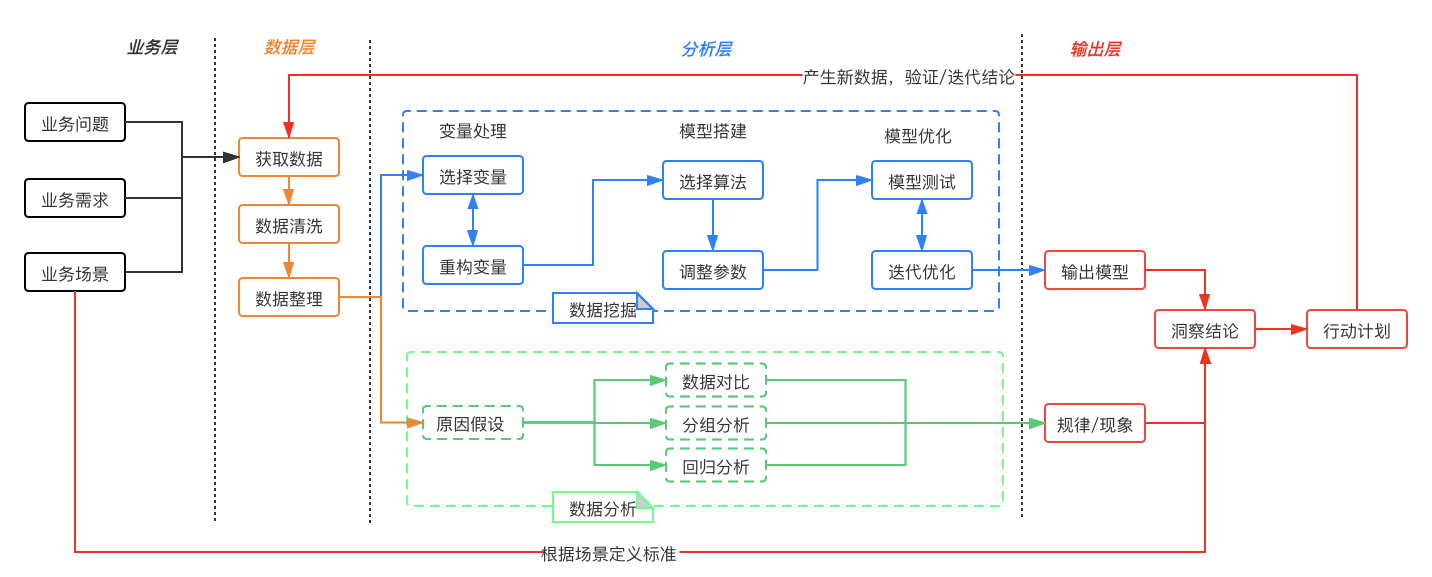 业务层
数据层
分析层
输出层
产生新数据，验证/迭代结论
业务问题
业务需求
业务场景
获取数据
数据清洗
数据整理
变量处理
模型搭建
模型优化
选择变量
重构变量
选择算法
调整参数
模型测试
迭代优化
数据挖掘
原因假设
数据对比
分组分析
回归分析
数据分析
输出模型
洞察结论
行动计划
规律/现象
根据场景定义标准